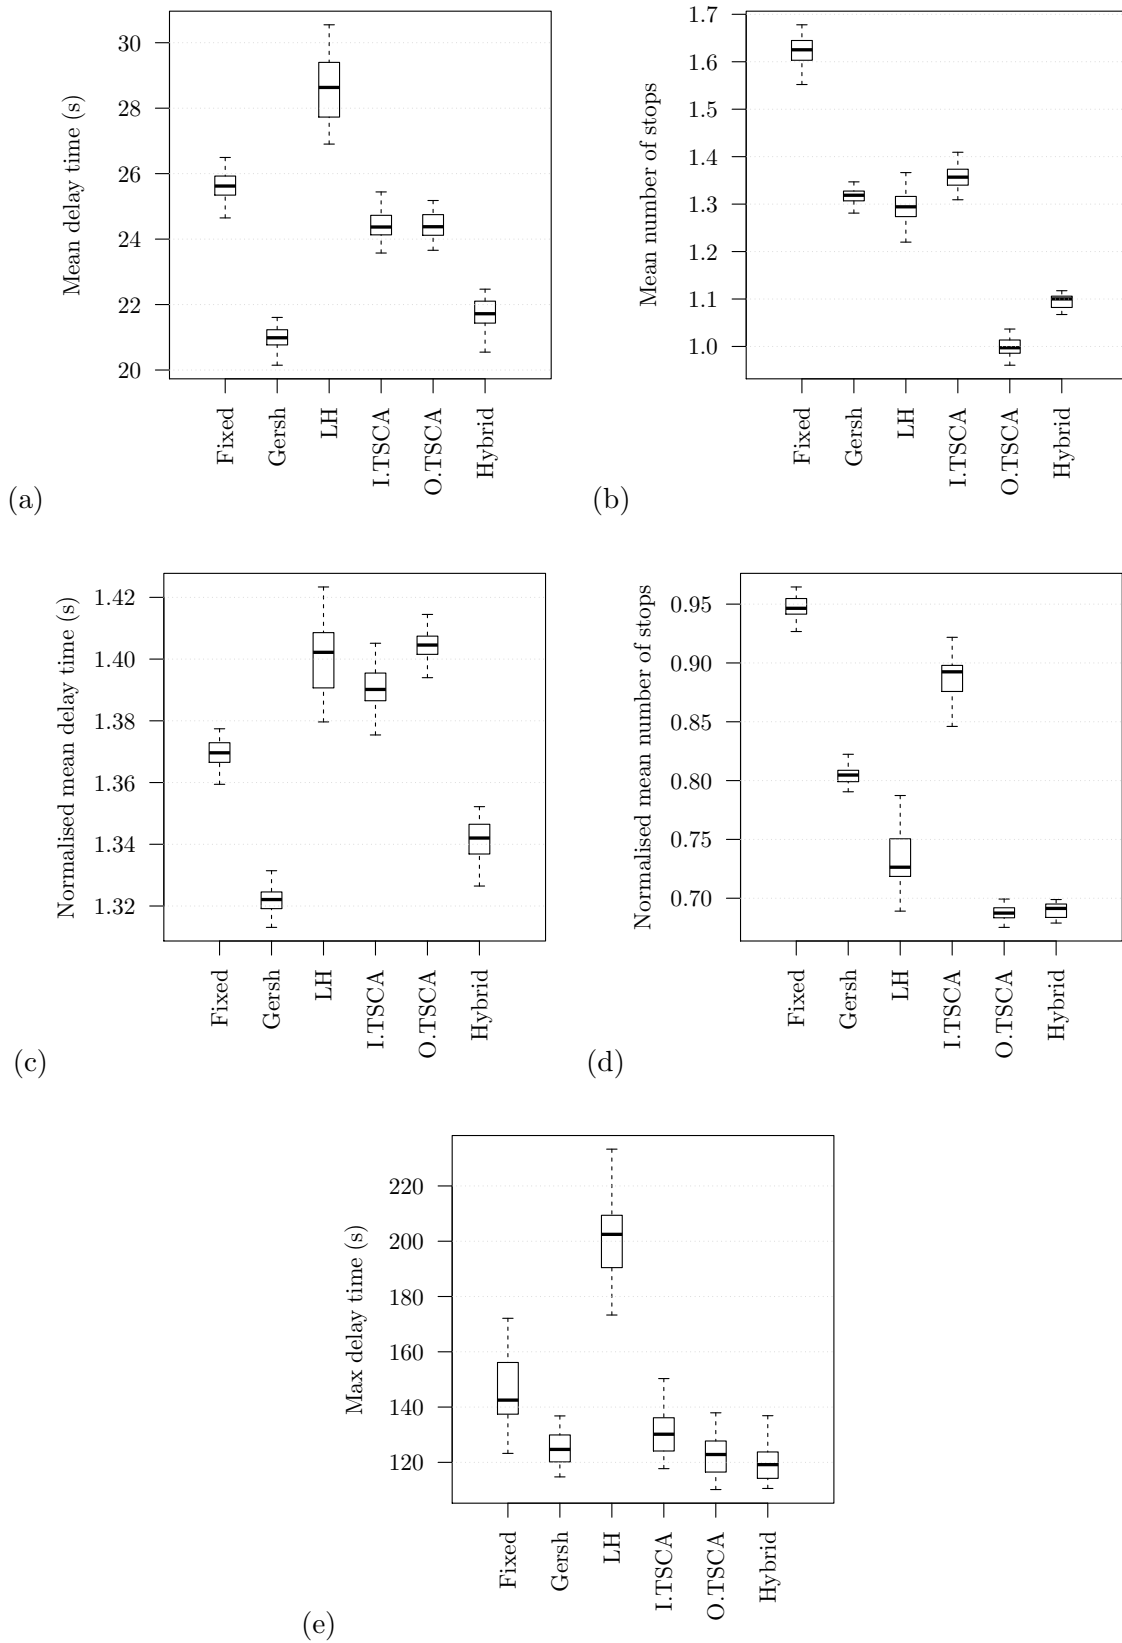 Mean delay time (s)
30
28
26
24
22
20
Fixed
Gersh
LH
I.TSCA
O.TSCA
Hybrid
(a)
Mean number of stops
1.7
1.6
1.5
1.4
1.3
1.2
1.1
1.0
Fixed
Gersh
LH
I.TSCA
O.TSCA
Hybrid
(b)
Normalised mean delay time (s)
1.42
1.40
1.38
1.36
1.34
1.32
Fixed
Gersh
LH
I.TSCA
O.TSCA
Hybrid
(c)
Normalised mean number of stops
0.95
0.90
0.85
0.80
0.75
0.70
Fixed
Gersh
LH
I.TSCA
O.TSCA
Hybrid
(d)
Max delay time (s)
220
200
180
160
140
120
Fixed
Gersh
LH
I.TSCA
O.TSCA
Hybrid
(e)